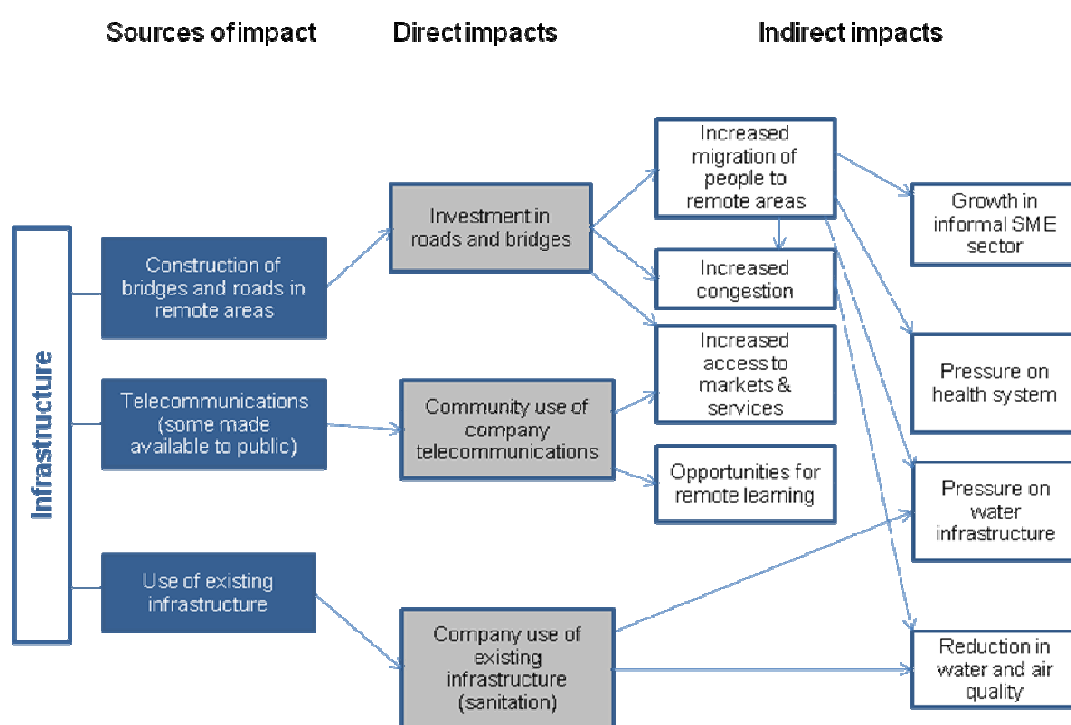 Sources of impact
Direct impacts
Indirect impacts
Infrastructure
Construction of
bridges and roads in
remote areas
Telecommunications
(some made
available to public)
Use of existing
infrastructure
Investment in
roads and bridges
Community use of
company
telecommunications
Company use of
existing
infrastructure
(sanitation)
Increased
migration of
people to
remote areas
Increased
congestion
Increased
access to
markets &
services
Opportunities for
remote learning
Growth in
informal SME
sector
Pressure on
health system
Pressure on
water
infrastructure
Reduction in
water and air
quality